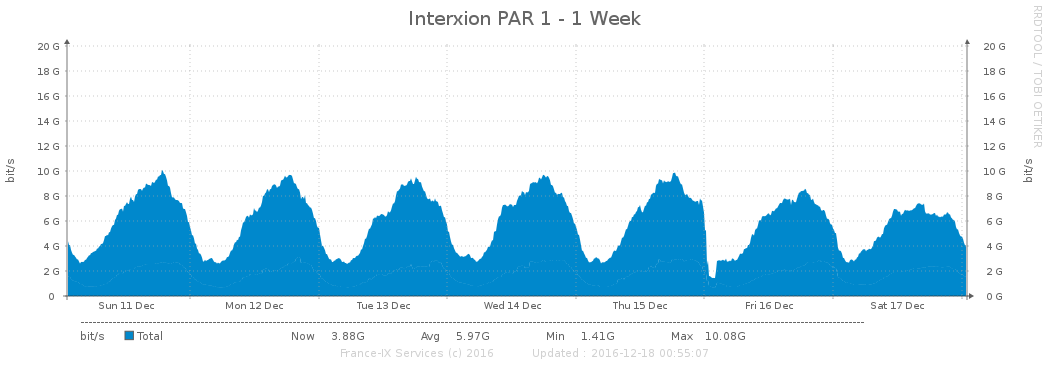 Interxion PAR 1 - 1 Week
RRDTOOL / TOBI OETIKER
bit/s
bit/s
20 G 20 G
18 G 18 G
16 G 16 G
14 G 14 G
12 G 12 G
10 G 10 G
8 G 8 G
6 G 6 G
4 G 4 G
2 G 2 G
0 0 G
Sun 11 Dec Mon 12 Dec Tue 13 Dec Wed 14 Dec Thu 15 Dec Fri 16 Dec Sat 17 Dec
bit/s Total Now 3.88G Avg 5.97G Min 1.41G Max 10.08G
France-IX Services (c) 2016 Updated : 2016-12-18 00:55:07